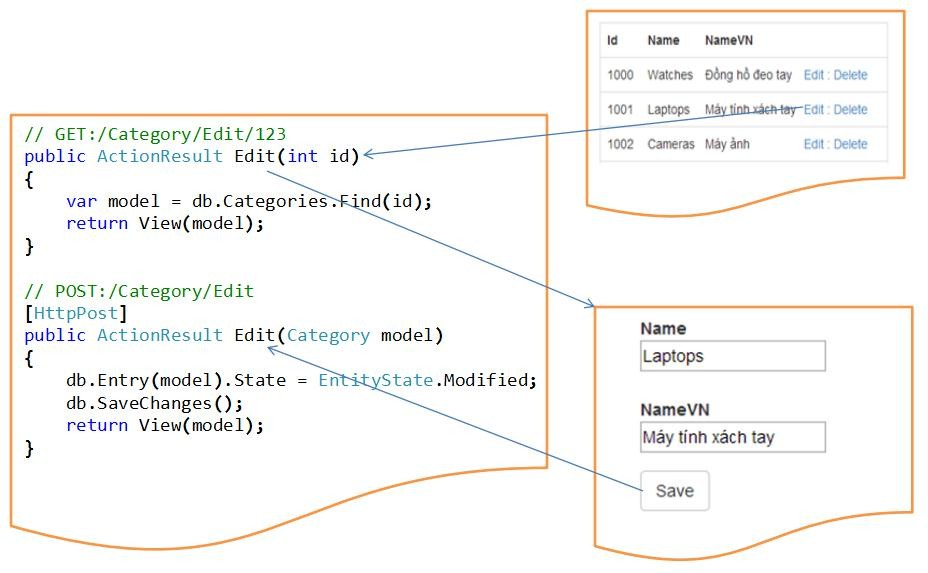 Id Name NameVN
1000 Watches Đồng hồ đeo tay Edit : Delete
1001 Laptops Máy tính xách tay Edit : Delete
1002 Cameras Máy ảnh Edit : Delete
// GET:/Category/Edit/123
public ActionResult Edit(int id)
{
    var model = db.Categories.Find(id);
    return View(model);
}
// POST:/Category/Edit
[HttpPost]
public ActionResult Edit(Category model)
{
    db.Entry(model).State = EntityState.Modified;
    db.SaveChanges();
    return View(model);
}
Name
Laptops
NameVN
Máy tính xách tay
Save